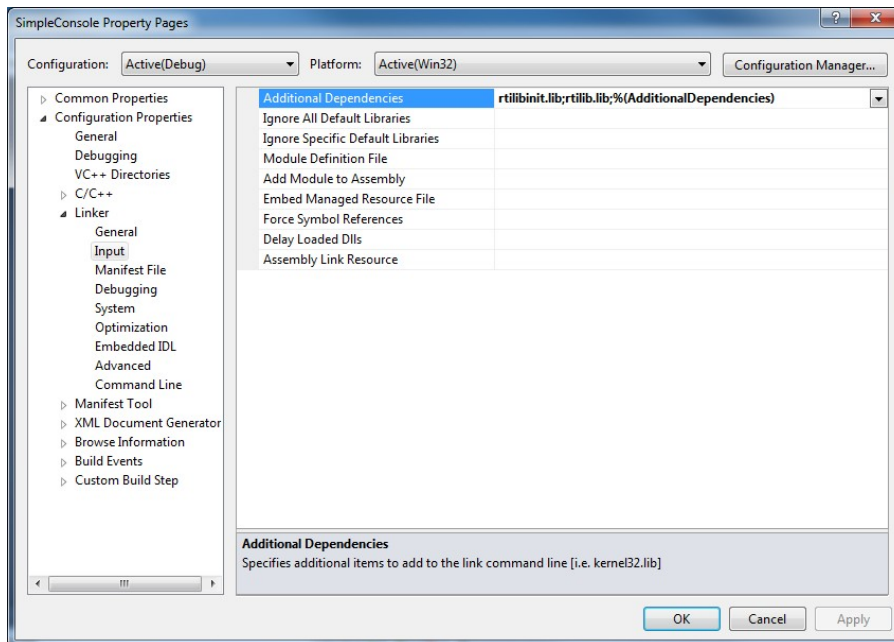 SimpleConsole Property Pages
Configuration: Active(Debug) Platform: Active(Win32) Configuration Manager...
Common Properties
Configuration Properties
General
Debugging
VC++ Directories
C/C++
Linker
General
Input
Manifest File
Debugging
System
Optimization
Embedded IDL
Advanced
Command Line
Manifest Tool
XML Document Generator
Browse Information
Build Events
Custom Build Step
Additional Dependencies rtilibinit.lib;rtilib.lib;%(AdditionalDependencies)
Ignore All Default Libraries
Ignore Specific Default Libraries
Module Definition File
Add Module to Assembly
Embed Managed Resource File
Force Symbol References
Delay Loaded Dlls
Assembly Link Resource
Additional Dependencies
Specifies additional items to add to the link command line [i.e. kernel32.lib]
OK Cancel Apply